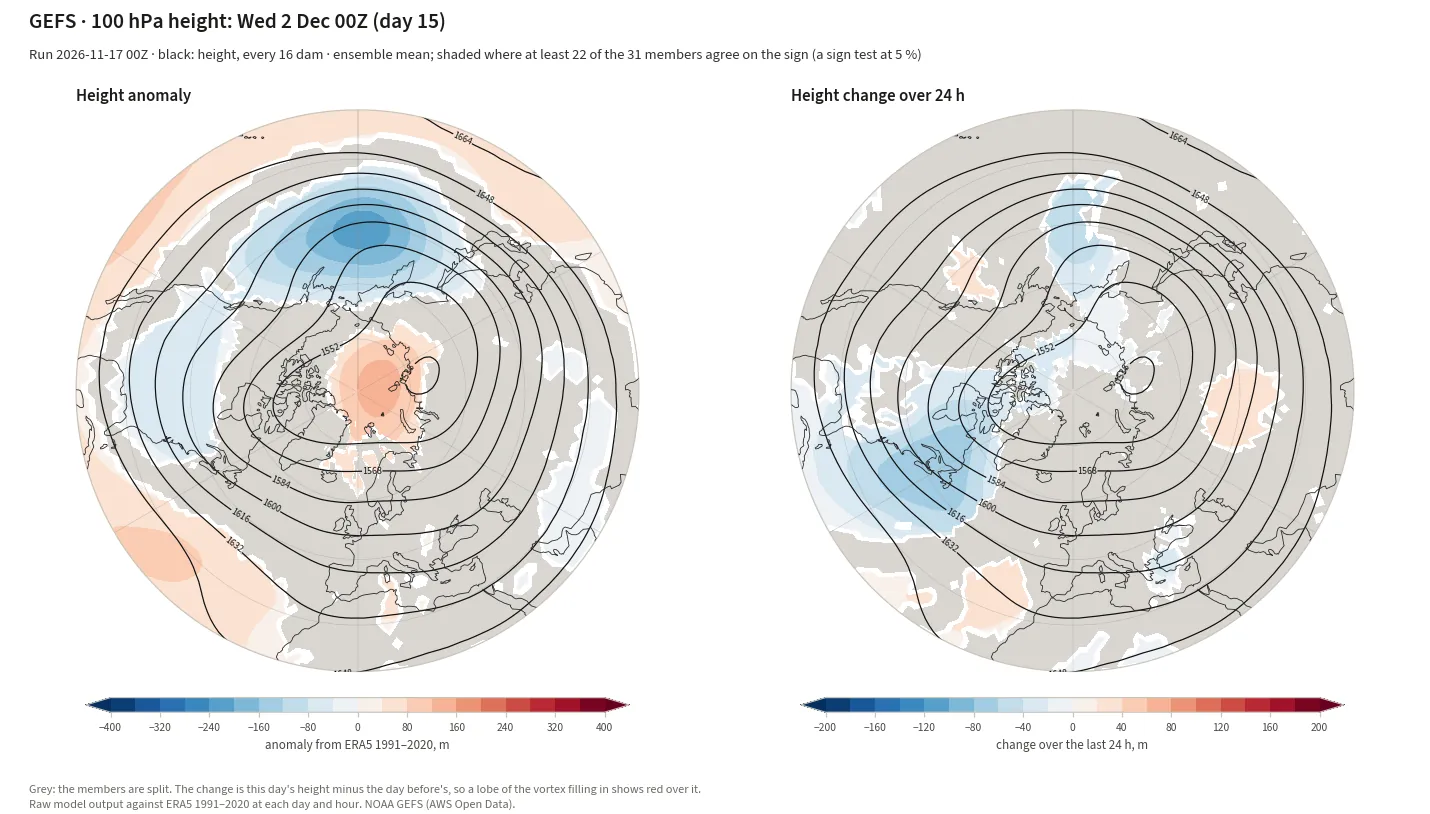 GEFS · 100 hPa height: Wed 2 Dec 00Z (day 15)
Run 2026-11-17 00Z · black: height, every 16 dam · ensemble mean; shaded where at least 22 of the 31 members agree on the sign (a sign test at 5 %)
Height anomaly
Height change over 24 h
1664
1648
1552
1568
1584
1600
1616
1632
1664
1648
1552
1568
1584
1600
1616
1632
−400 −320 −240 −160 −80 0 80 160 240 320 400
anomaly from ERA5 1991–2020, m
−200 −160 −120 −80 −40 0 40 80 120 160 200
change over the last 24 h, m
Grey: the members are split. The change is this day's height minus the day before's, so a lobe of the vortex filling in shows red over it.
Raw model output against ERA5 1991–2020 at each day and hour. NOAA GEFS (AWS Open Data).